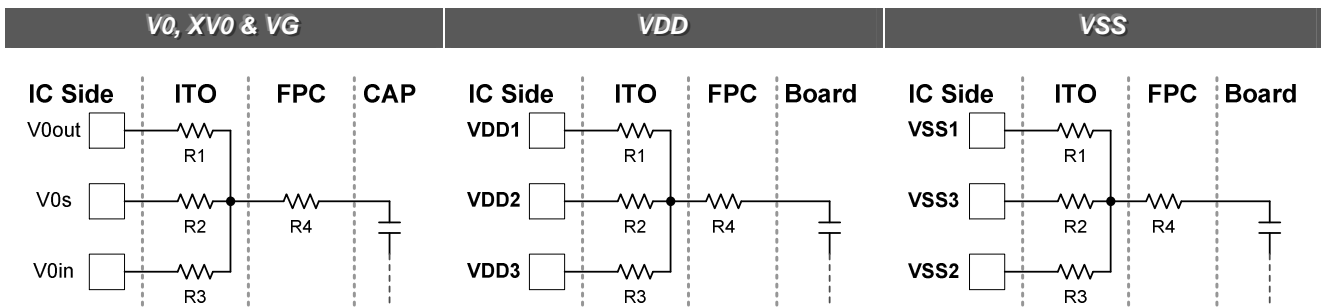 V0, XV0 & VG
VDD
VSS
IC Side ITO FPC CAP
V0out
R1
V0s
R2 R4
V0in
R3
IC Side ITO FPC Board
VDD1
R1
VDD2
R2 R4
VDD3
R3
IC Side ITO FPC Board
VSS1
R1
VSS3
R2 R4
VSS2
R3